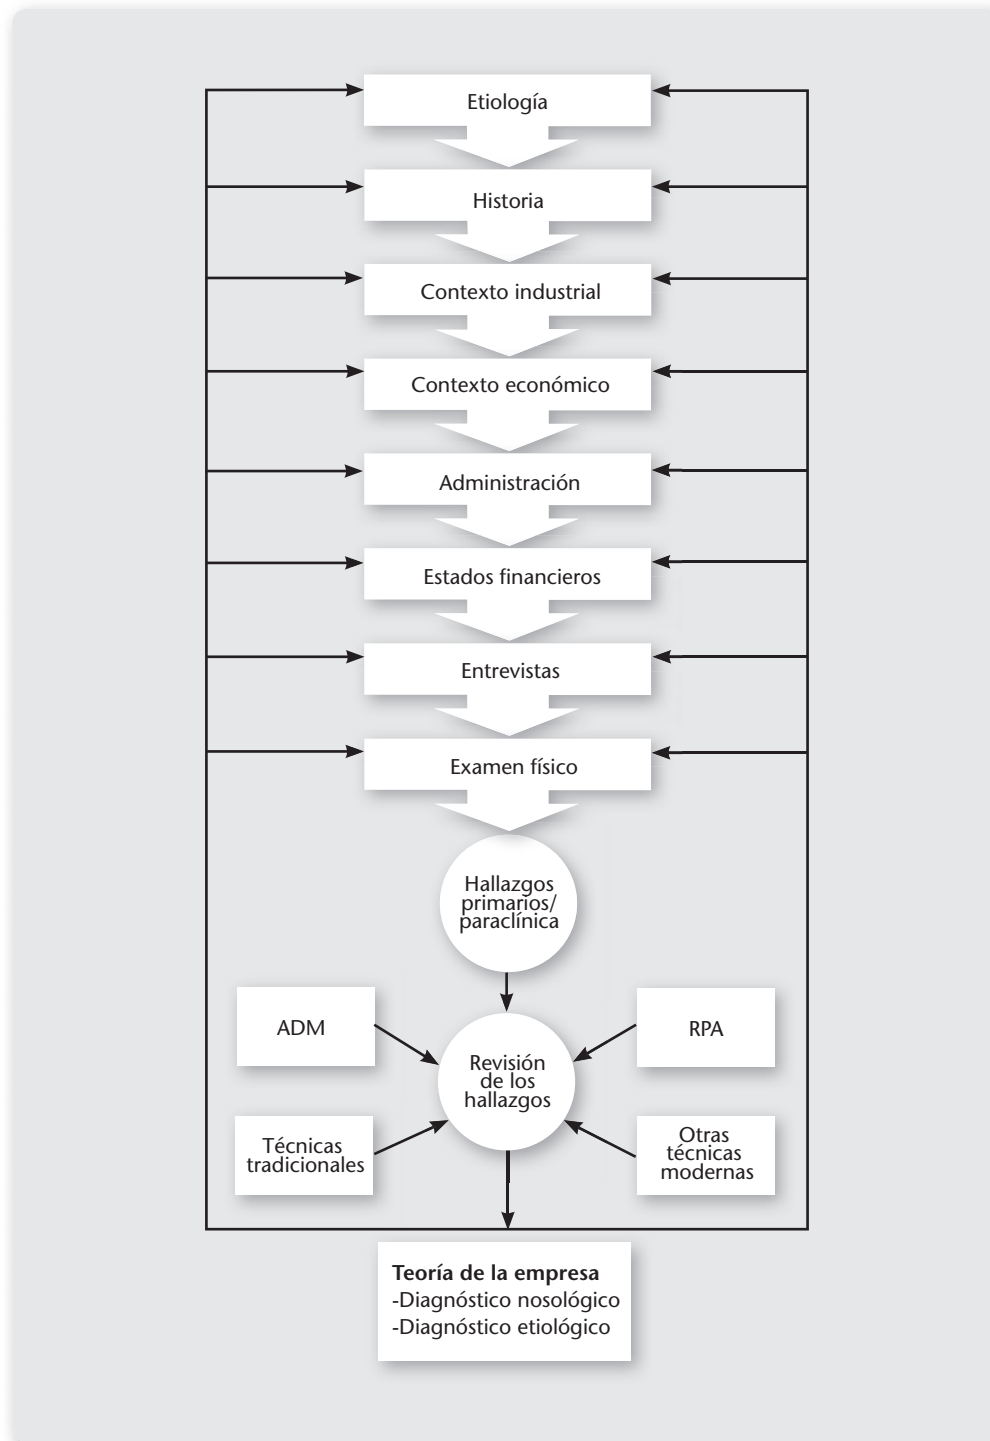 Etiología
Historia
Contexto industrial
Contexto económico
Administración
Estados financieros
Entrevistas
Examen físico
Hallazgos
primarios/
paraclínica
ADM
RPA
Revisión
de los
hallazgos
Técnicas
tradicionales
Otras
técnicas
modernas
Teoría de la empresa
-Diagnóstico nosológico
-Diagnóstico etiológico